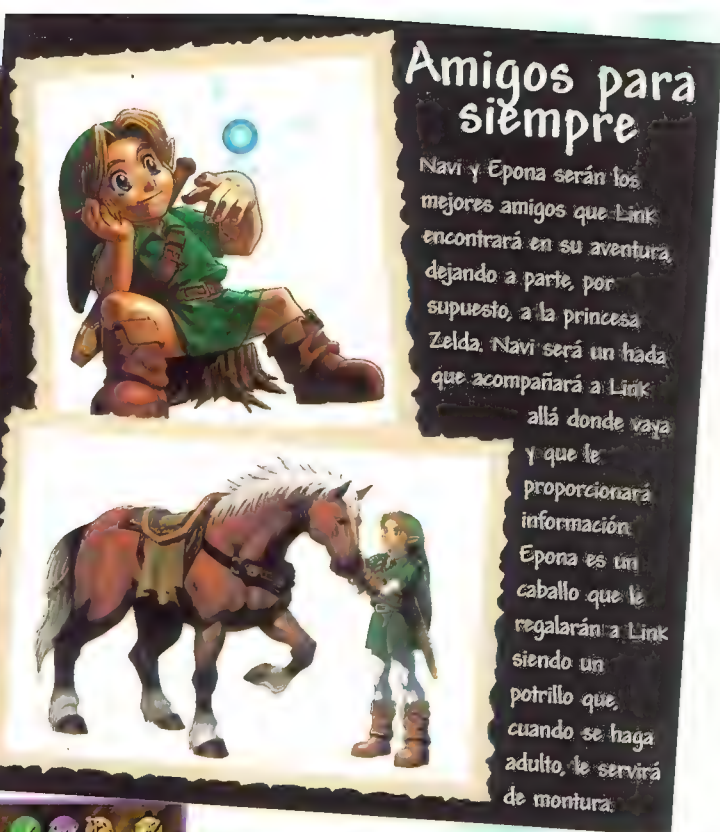 Amigos para
siempre
Navi y Epona serán los
mejores amigos que Link
encontrará en su aventura,
dejando a parte, por
supuesto, a la princesa
Zelda. Navi será un hada
que acompañará a Link
allá donde vaya
y que le
proporcionará
información.
Epona es un
caballo que le
regalarán a Link
siendo un
potrillo que,
cuando se haga
adulto, le servirá
de montura.